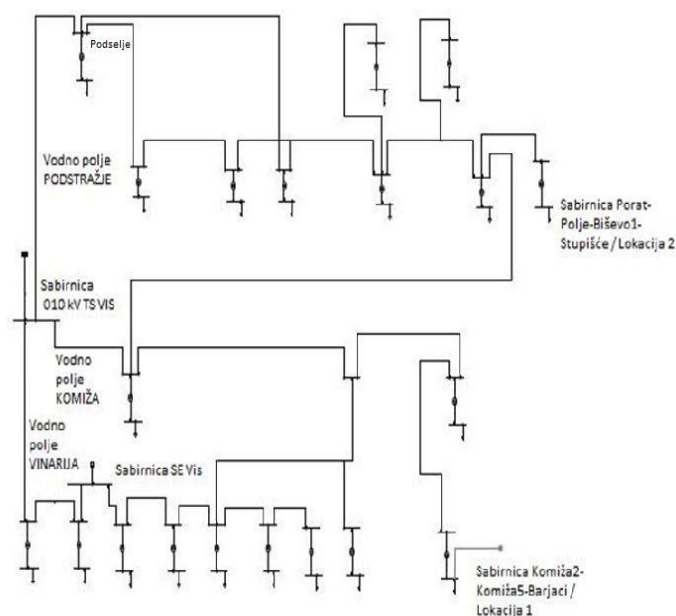 Podselje
Vodno polje
PODSTRAŽJE
Sabirnica Porat-
Polje-Biševo1-
Stupišće / Lokacija 2
Sabirnica
010 kV TS VIS
Vodno
polje
KOMIŽA
Vodno
polje
VINARIJA
Sabirnica SE Vis
Sabirnica Komiža2-
Komiža5-Barjaci /
Lokacija 1